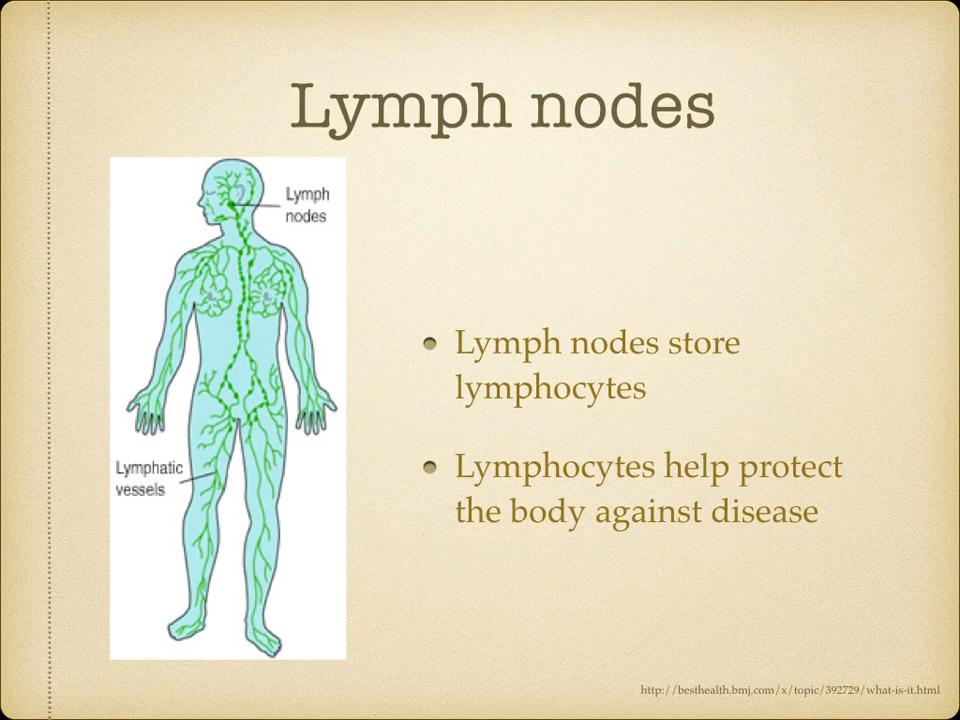 Lymph nodes
Lymph
nodes
Lymphatic
vessels
Lymph nodes store
lymphocytes
Lymphocytes help protect
the body against disease
http://besthealth.bmj.com/x/topic/392729/what-is-it.html